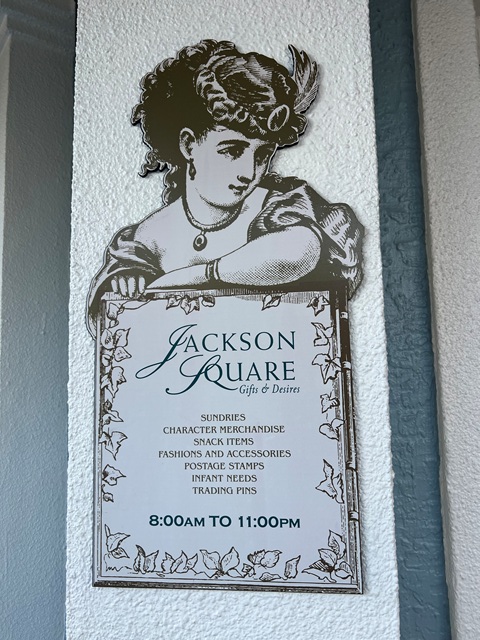 JACKSON
SQUARE
Gifts & Desires
SUNDRIES
CHARACTER MERCHANDISE
SNACK ITEMS
FASHIONS AND ACCESSORIES
POSTAGE STAMPS
INFANT NEEDS
TRADING PINS
8:00AM TO 11:00PM